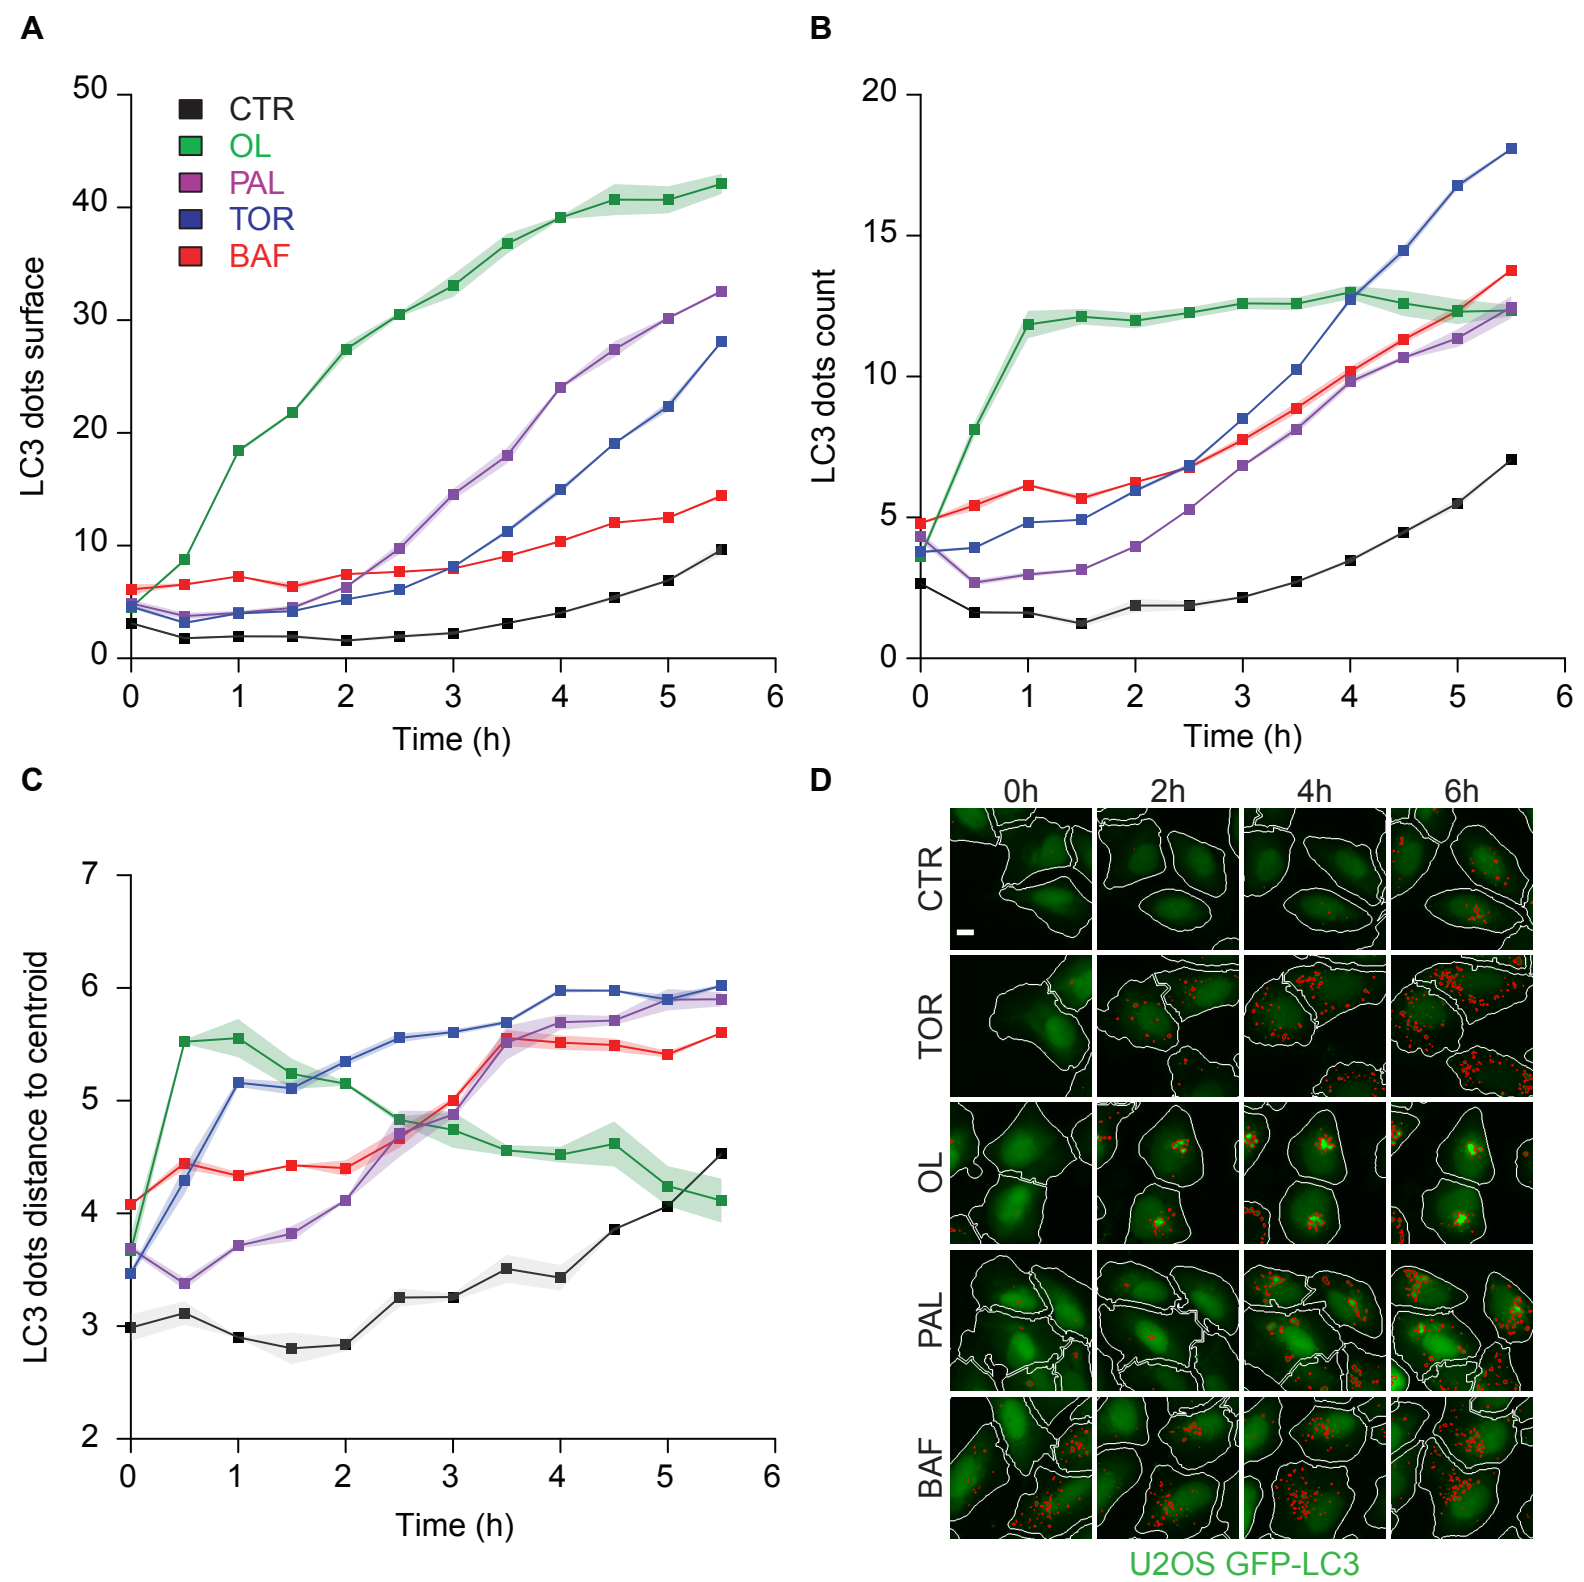 A
LC3 dots surface
50
40
30
20
10
0
CTR
OL
PAL
TOR
BAF
0 1 2 3 4 5 6
Time (h)
B
LC3 dots count
20
15
10
5
0
0 1 2 3 4 5 6
Time (h)
C
LC3 dots distance to centroid
7
6
5
4
3
2
0 1 2 3 4 5 6
Time (h)
D
0h 2h 4h 6h
CTR
TOR
OL
PAL
BAF
U2OS GFP-LC3